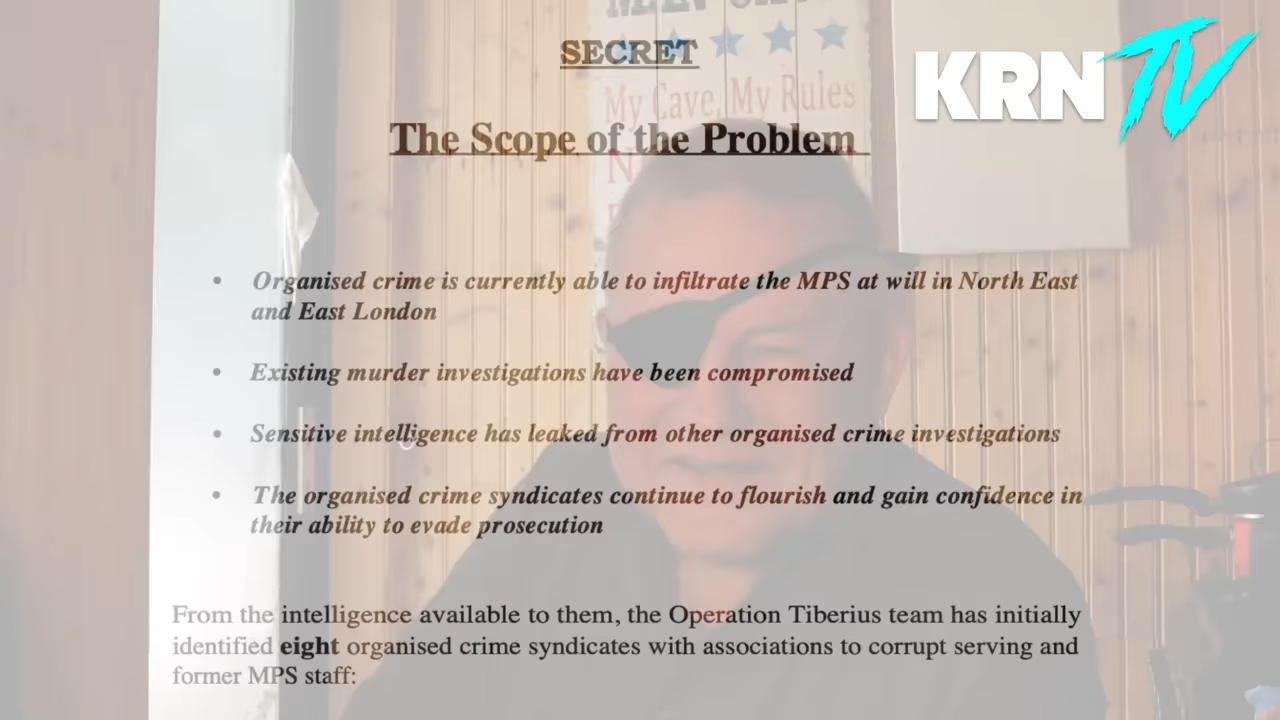 MAN CAVE
SECRET
My Cave, My Rules
The Scope of the Problem
KRNTV
• Organised crime is currently able to infiltrate the MPS at will in North East
and East London
• Existing murder investigations have been compromised
• Sensitive intelligence has leaked from other organised crime investigations
• The organised crime syndicates continue to flourish and gain confidence in
their ability to evade prosecution
From the intelligence available to them, the Operation Tiberius team has initially
identified eight organised crime syndicates with associations to corrupt serving and
former MPS staff: